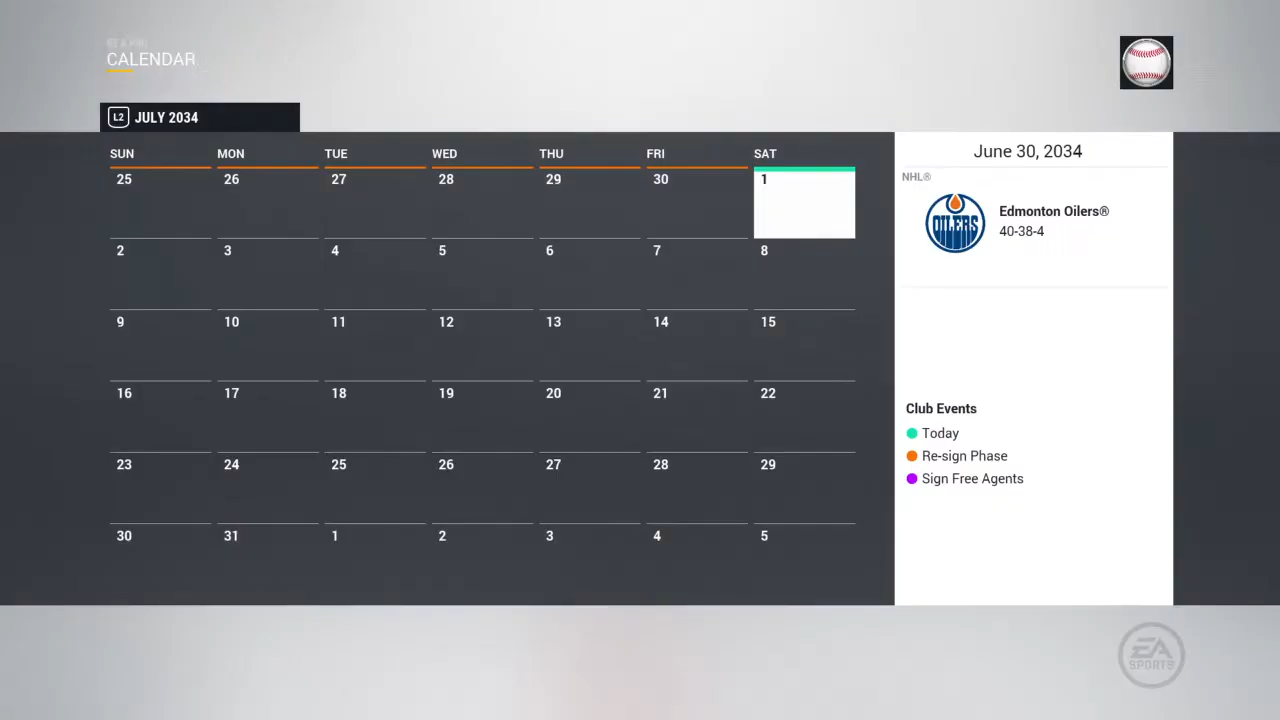 CALENDAR
L2 JULY 2034
SUN MON TUE WED THU FRI SAT
25 26 27 28 29 30 1
2 3 4 5 6 7 8
9 10 11 12 13 14 15
16 17 18 19 20 21 22
23 24 25 26 27 28 29
30 31 1 2 3 4 5
June 30, 2034
NHL®
OILERS
Edmonton Oilers®
40-38-4
Club Events
Today
Re-sign Phase
Sign Free Agents
EA
SPORTS